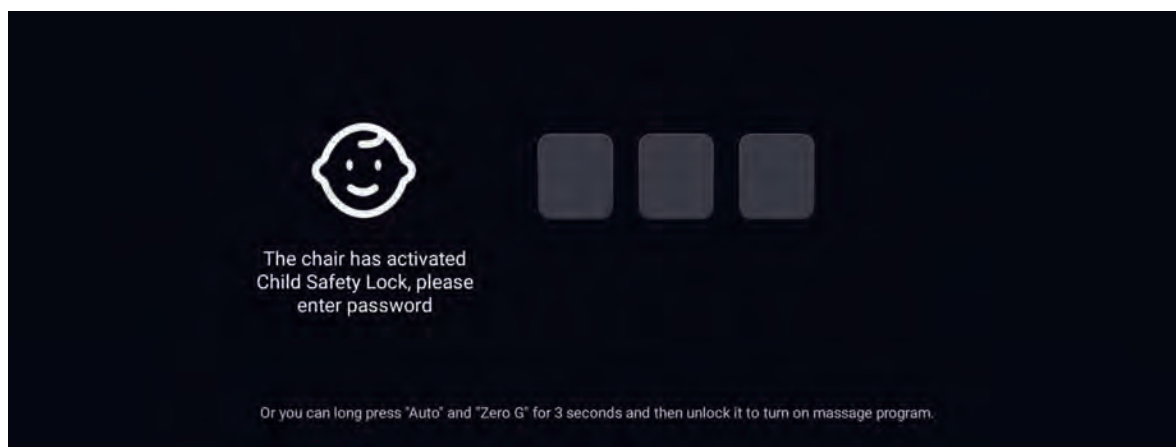 The chair has activated
Child Safety Lock, please
enter password
Or you can long press "Auto" and "Zero G" for 3 seconds and then unlock it to turn on massage program.